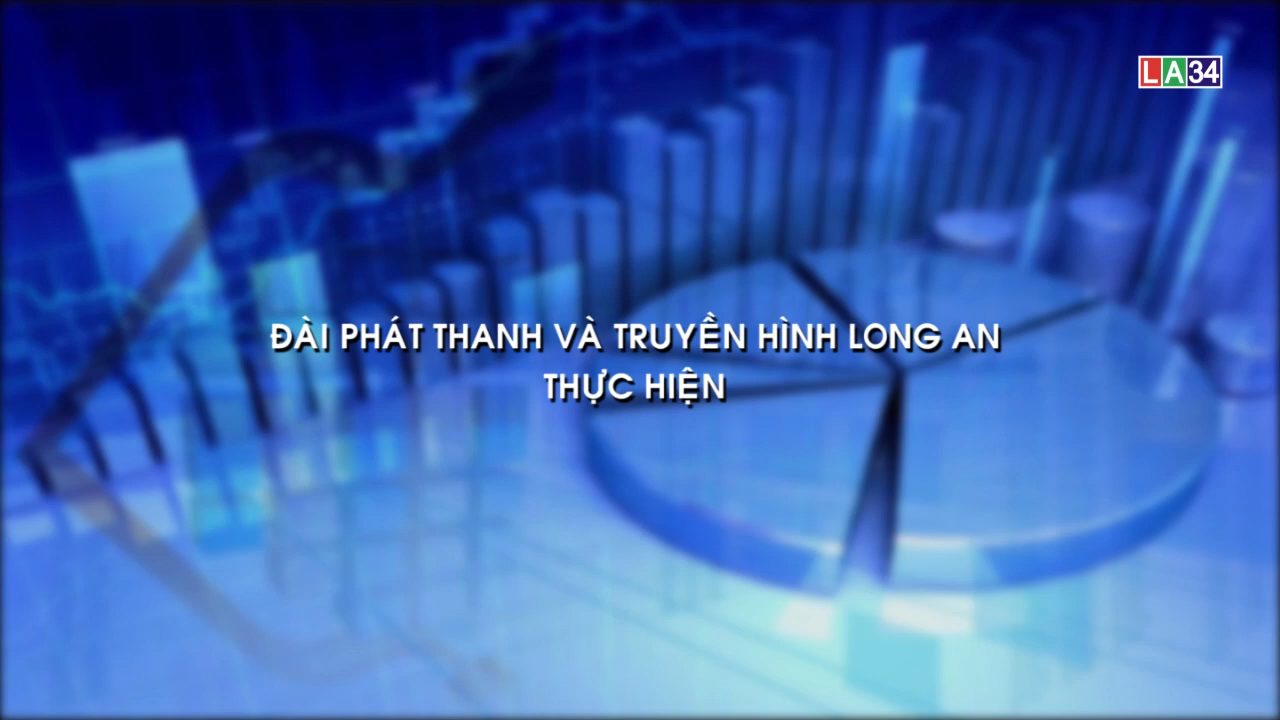 LA34
ĐÀI PHÁT THANH VÀ TRUYỀN HÌNH LONG AN
THỰC HIỆN